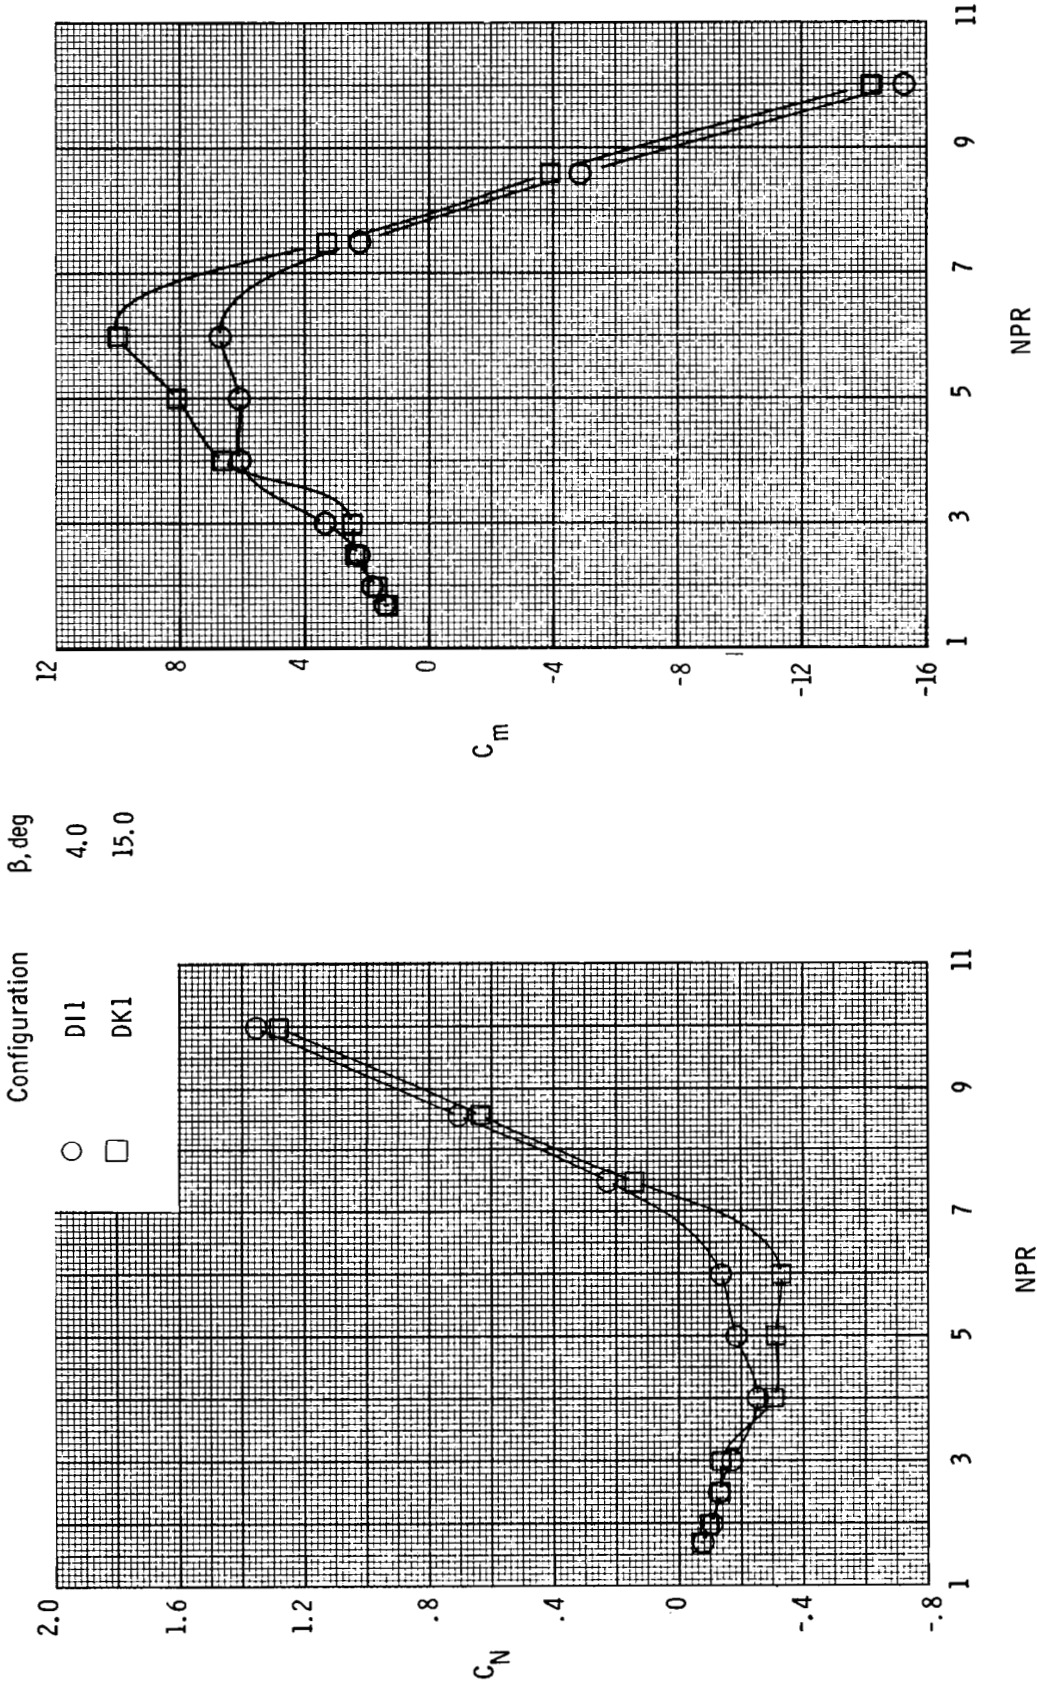 Configuration β, deg
DI1 4.0
DK1 15.0
2.0
1.6
1.2
.8
.4
0
-.4
-.8
C_N
1 3 5 7 9 11
NPR
12
8
4
0
-4
-8
-12
-16
C_m
1 3 5 7 9 11
NPR